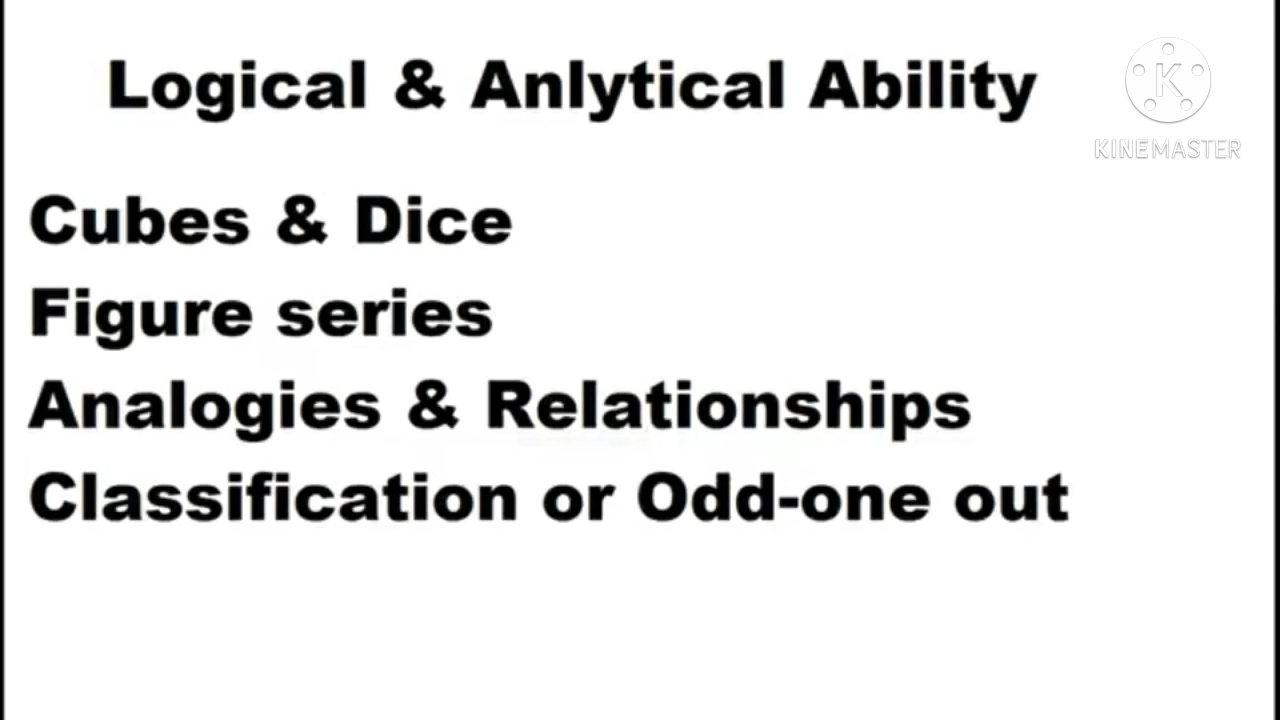 Logical & Anlytical Ability
K
KINEMASTER
Cubes & Dice
Figure series
Analogies & Relationships
Classification or Odd-one out